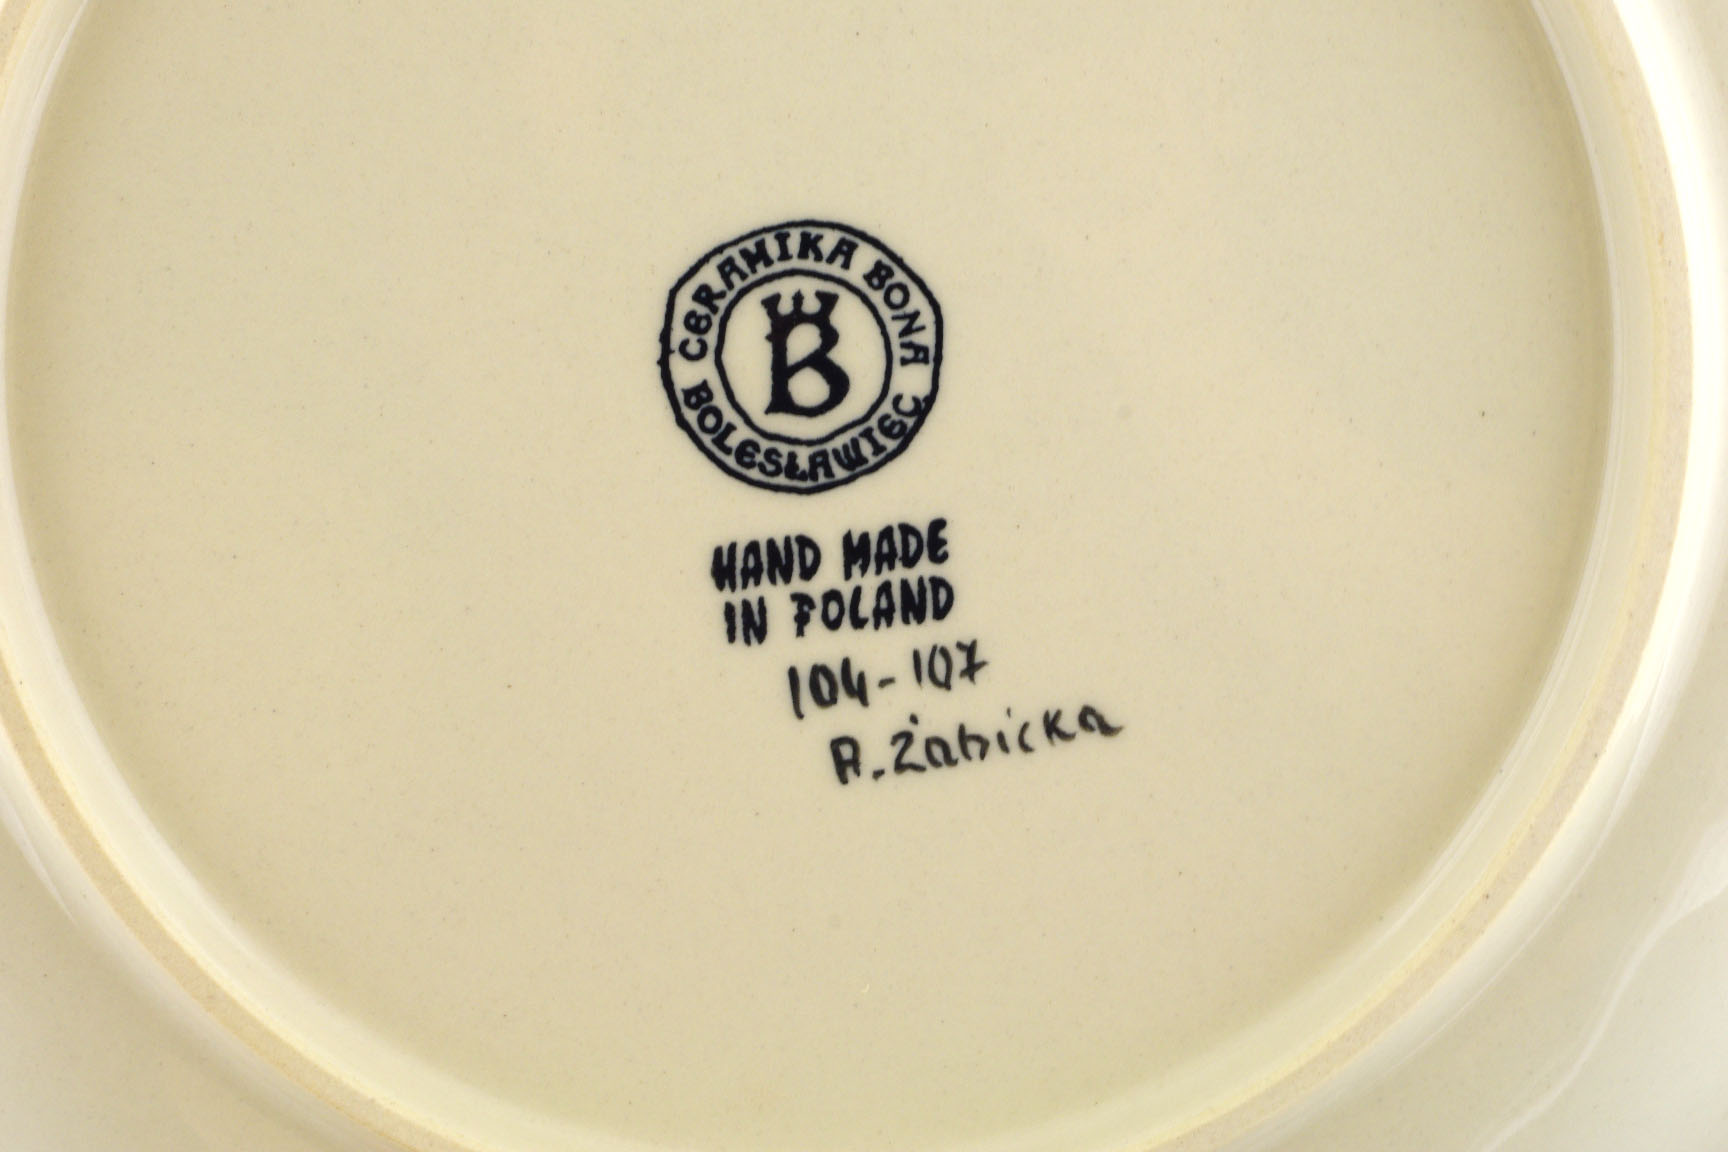 CERAMIKA BONA
B
BOLESŁAWIEC
HAND MADE
IN POLAND
104-107
A. Żabicka